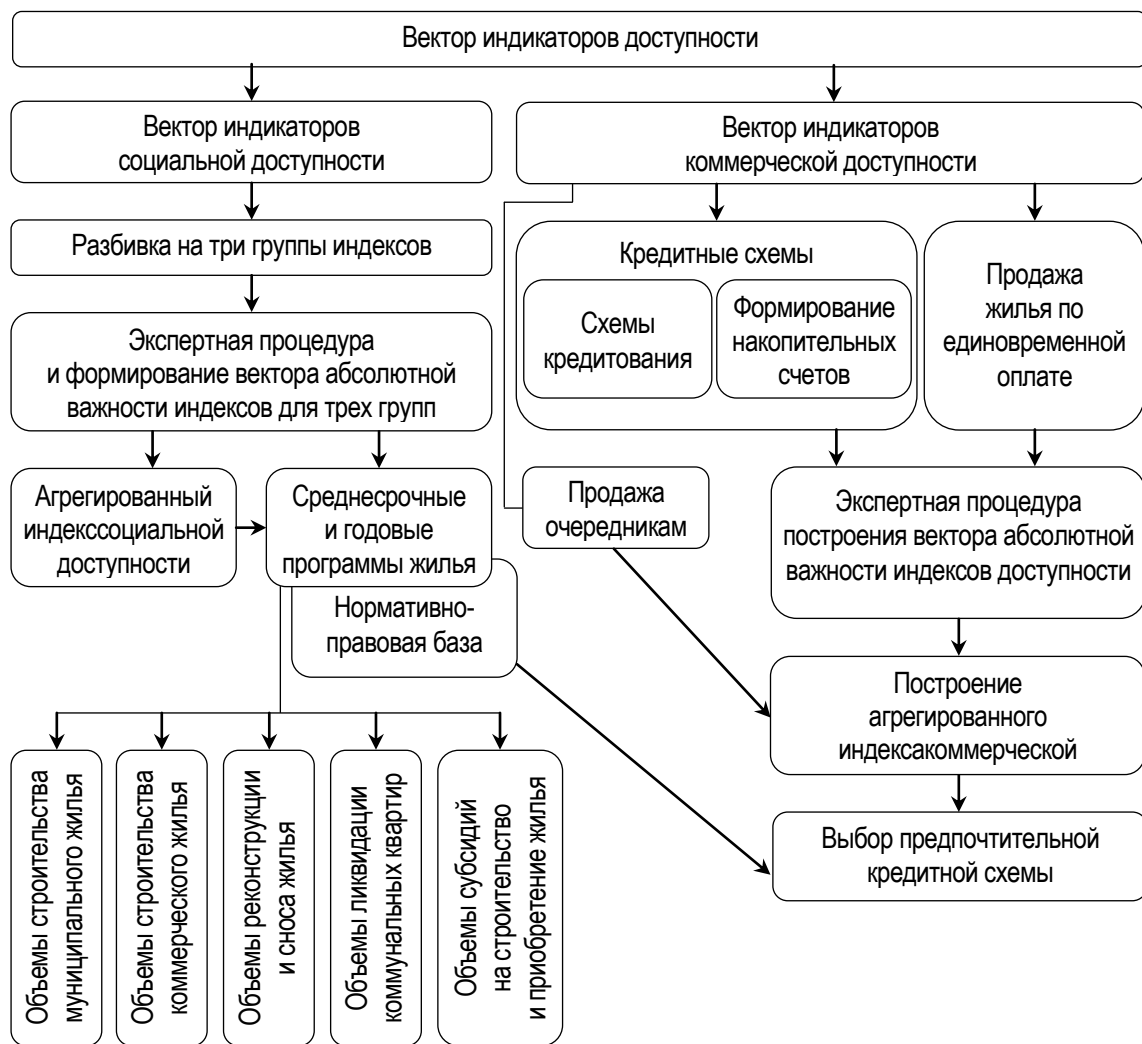 Вектор индикаторов доступности
Вектор индикаторов
социальной доступности
Вектор индикаторов
коммерческой доступности
Разбивка на три группы индексов
Кредитные схемы
Схемы
кредитования
Формирование
накопительных
счетов
Продажа
жилья по
единовременной
оплате
Экспертная процедура
и формирование вектора абсолютной
важности индексов для трех групп
Агрегированный
индекссоциальной
доступности
Среднесрочные
и годовые
программы жилья
Продажа
очередникам
Экспертная процедура
построения вектора абсолютной
важности индексов доступности
Нормативно-
правовая база
Построение
агрегированного
индексакоммерческой
Выбор предпочтительной
кредитной схемы
Объемы строительства
муниципального жилья
Объемы строительства
коммерческого жилья
Объемы реконструкции
и сноса жилья
Объемы ликвидации
коммунальных квартир
Объемы субсидий
на строительство
и приобретение жилья